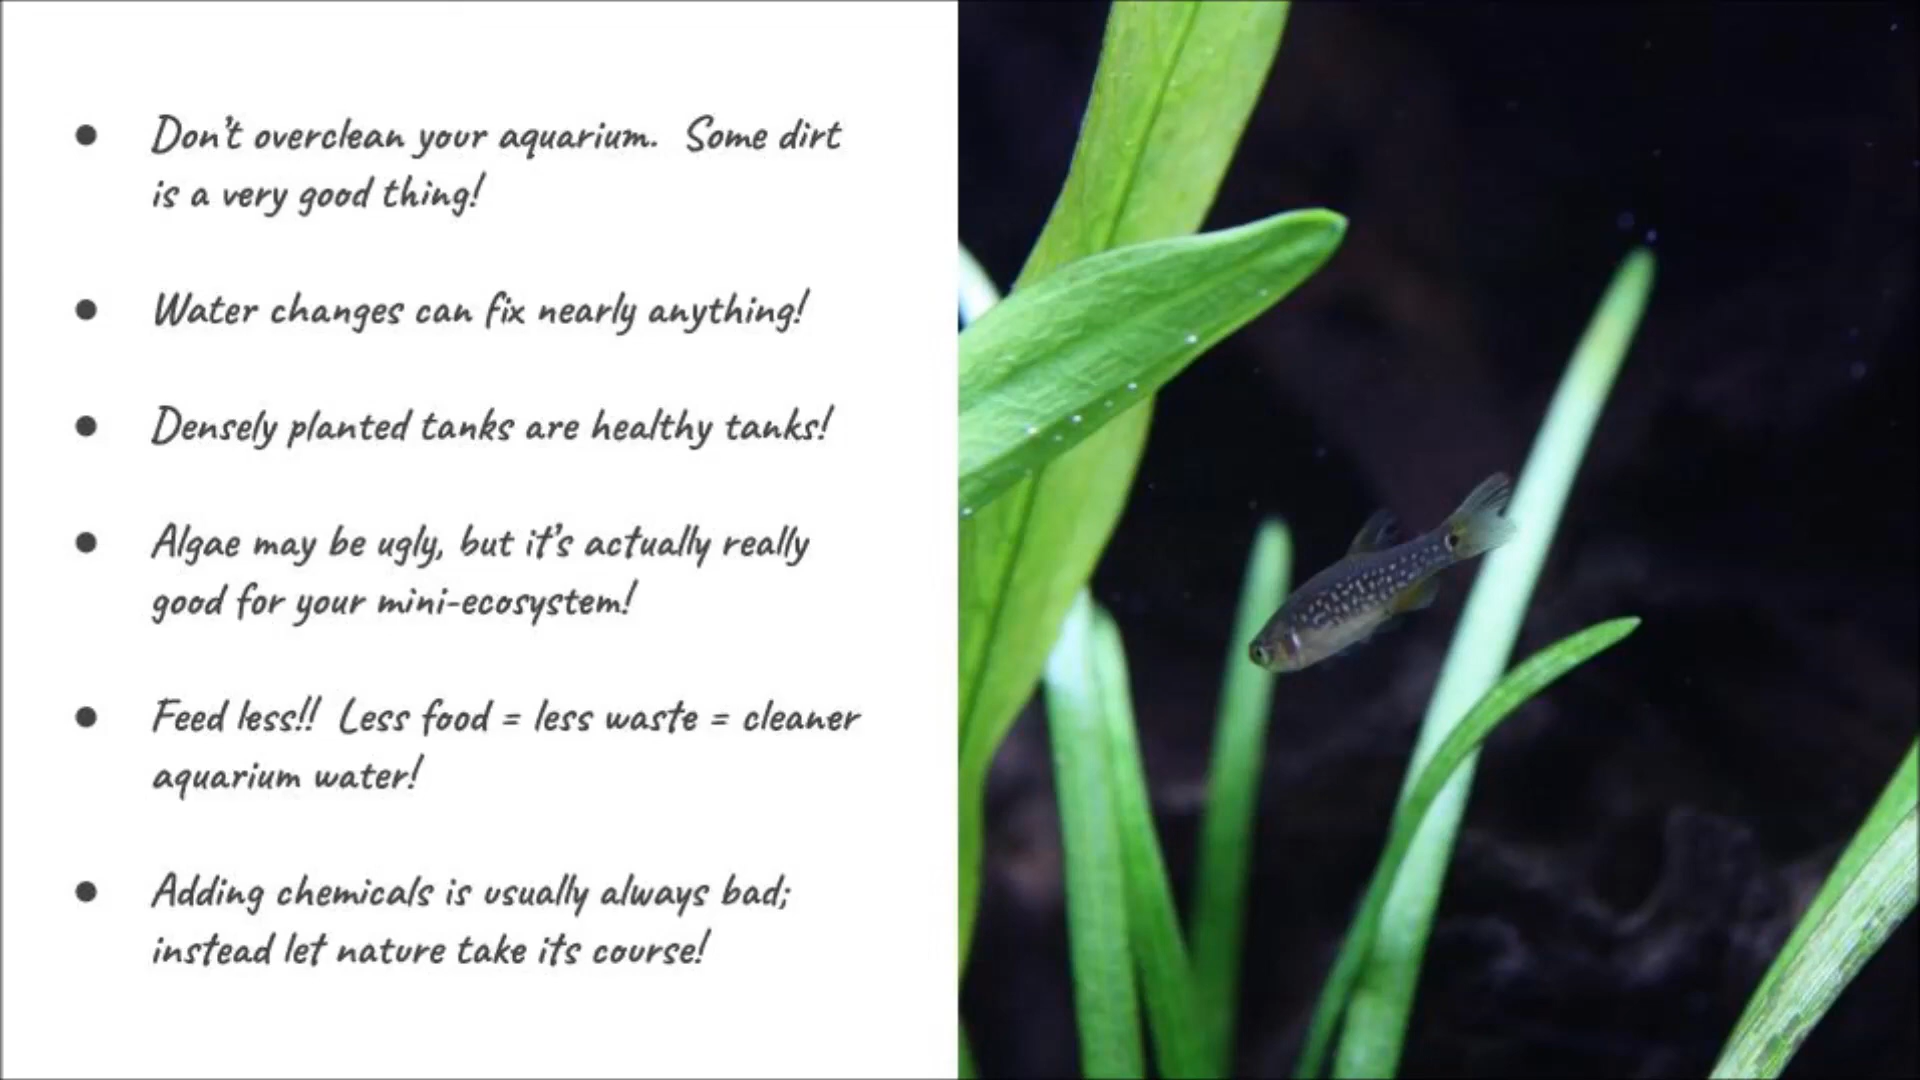 ● Don't overclean your aquarium.  Some dirt
is a very good thing!
● Water changes can fix nearly anything!
● Densely planted tanks are healthy tanks!
● Algae may be ugly, but it's actually really
good for your mini-ecosystem!
● Feed less!!  Less food = less waste = cleaner
aquarium water!
● Adding chemicals is usually always bad;
instead let nature take its course!